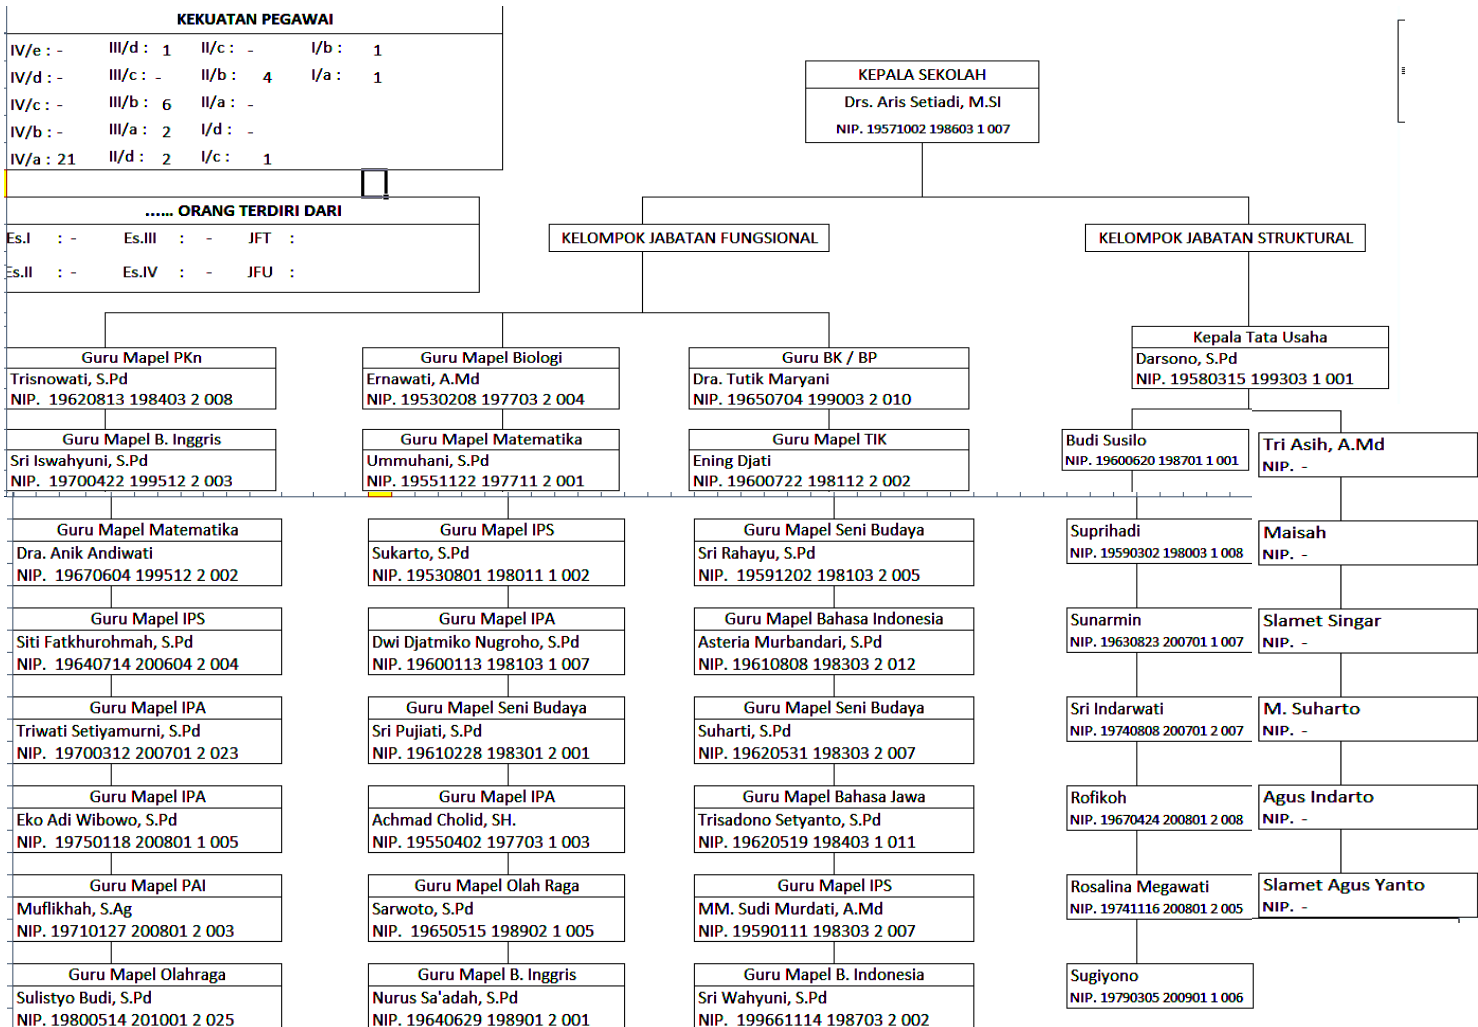 KEKUATAN PEGAWAI
IV/e : - III/d : 1 II/c : - I/b : 1
IV/d : - III/c : - II/b : 4 I/a : 1
IV/c : - III/b : 6 II/a : -
IV/b : - III/a : 2 I/d : -
IV/a : 21 II/d : 2 I/c : 1
...... ORANG TERDIRI DARI
Es.I : - Es.III : - JFT :
Es.II : - Es.IV : - JFU :
KEPALA SEKOLAH
Drs. Aris Setiadi, M.SI
NIP. 19571002 198603 1 007
KELOMPOK JABATAN FUNGSIONAL
KELOMPOK JABATAN STRUKTURAL
Guru Mapel PKn
Trisnowati, S.Pd
NIP. 19620813 198403 2 008
Guru Mapel B. Inggris
Sri Iswahyuni, S.Pd
NIP. 19700422 199512 2 003
Guru Mapel Matematika
Dra. Anik Andiwati
NIP. 19670604 199512 2 002
Guru Mapel IPS
Siti Fatkhurohmah, S.Pd
NIP. 19640714 200604 2 004
Guru Mapel IPA
Triwati Setiyamurni, S.Pd
NIP. 19700312 200701 2 023
Guru Mapel IPA
Eko Adi Wibowo, S.Pd
NIP. 19750118 200801 1 005
Guru Mapel PAI
Muflikhah, S.Ag
NIP. 19710127 200801 2 003
Guru Mapel Olahraga
Sulistyo Budi, S.Pd
NIP. 19800514 201001 2 025
Guru Mapel Biologi
Ernawati, A.Md
NIP. 19530208 197703 2 004
Guru Mapel Matematika
Ummuhani, S.Pd
NIP. 19551122 197711 2 001
Guru Mapel IPS
Sukarto, S.Pd
NIP. 19530801 198011 1 002
Guru Mapel IPA
Dwi Djatmiko Nugroho, S.Pd
NIP. 19600113 198103 1 007
Guru Mapel Seni Budaya
Sri Pujiati, S.Pd
NIP. 19610228 198301 2 001
Guru Mapel IPA
Achmad Cholid, SH.
NIP. 19550402 197703 1 003
Guru Mapel Olah Raga
Sarwoto, S.Pd
NIP. 19650515 198902 1 005
Guru Mapel B. Inggris
Nurus Sa'adah, S.Pd
NIP. 19640629 198901 2 001
Guru BK / BP
Dra. Tutik Maryani
NIP. 19650704 199003 2 010
Guru Mapel TIK
Ening Djati
NIP. 19600722 198112 2 002
Guru Mapel Seni Budaya
Sri Rahayu, S.Pd
NIP. 19591202 198103 2 005
Guru Mapel Bahasa Indonesia
Asteria Murbandari, S.Pd
NIP. 19610808 198303 2 012
Guru Mapel Seni Budaya
Suharti, S.Pd
NIP. 19620531 198303 2 007
Guru Mapel Bahasa Jawa
Trisadono Setyanto, S.Pd
NIP. 19620519 198403 1 011
Guru Mapel IPS
MM. Sudi Murdati, A.Md
NIP. 19590111 198303 2 007
Guru Mapel B. Indonesia
Sri Wahyuni, S.Pd
NIP. 199661114 198703 2 002
Kepala Tata Usaha
Darsono, S.Pd
NIP. 19580315 199303 1 001
Budi Susilo
NIP. 19600620 198701 1 001
Suprihadi
NIP. 19590302 198003 1 008
Sunarmin
NIP. 19630823 200701 1 007
Sri Indarwati
NIP. 19740808 200701 2 007
Rofikoh
NIP. 19670424 200801 2 008
Rosalina Megawati
NIP. 19741116 200801 2 005
Sugiyono
NIP. 19790305 200901 1 006
Tri Asih, A.Md
NIP. -
Maisah
NIP. -
Slamet Singar
NIP. -
M. Suharto
NIP. -
Agus Indarto
NIP. -
Slamet Agus Yanto
NIP. -